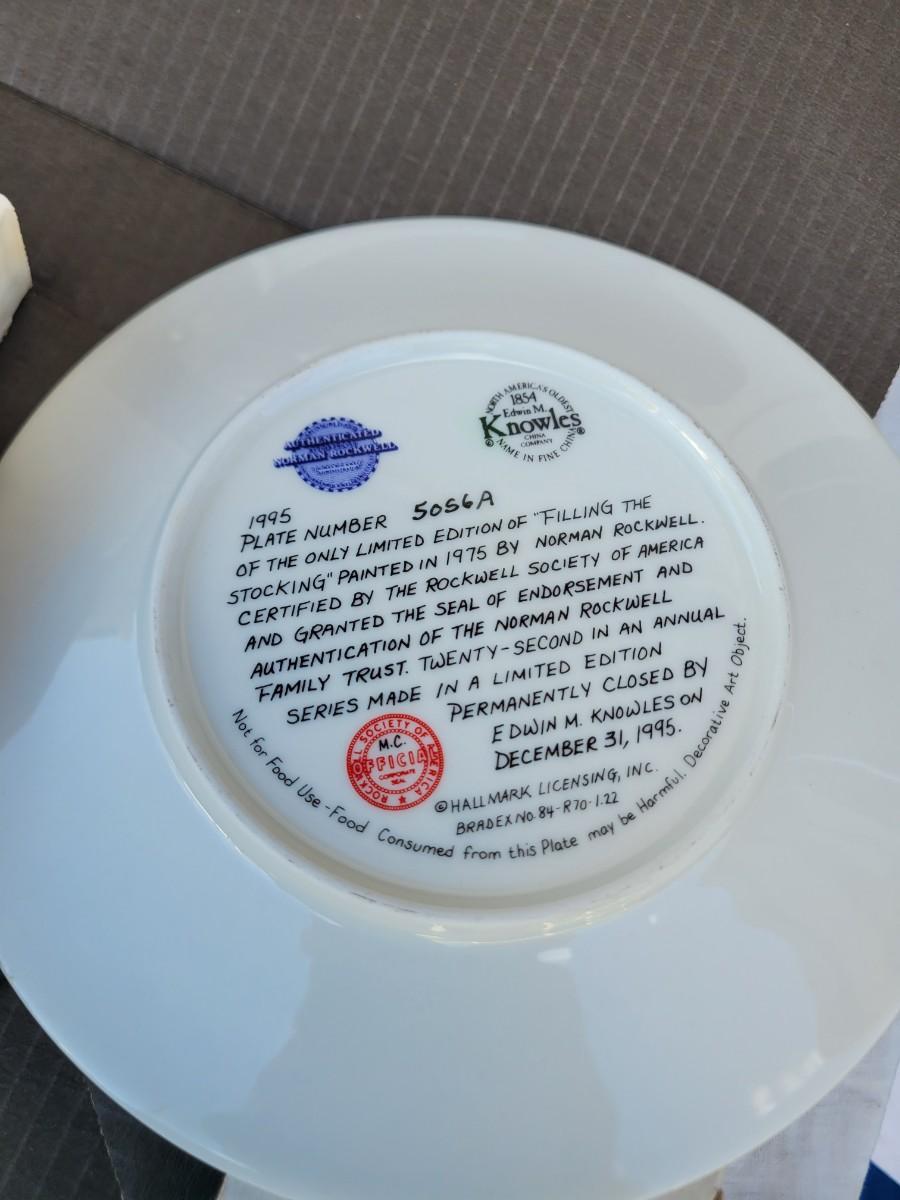 AUTHENTICATED
NORMAN ROCKWELL
NORTH AMERICA'S OLDEST
1854
Edwin M.
Knowles
CHINA
COMPANY
NAME IN FINE CHINA
1995
PLATE NUMBER 5056A
OF THE ONLY LIMITED EDITION OF "FILLING THE
STOCKING" PAINTED IN 1975 BY NORMAN ROCKWELL.
CERTIFIED BY THE ROCKWELL SOCIETY OF AMERICA
AND GRANTED THE SEAL OF ENDORSEMENT AND
AUTHENTICATION OF THE NORMAN ROCKWELL
FAMILY TRUST. TWENTY-SECOND IN AN ANNUAL
SERIES MADE IN A LIMITED EDITION
PERMANENTLY CLOSED BY
EDWIN M. KNOWLES ON
DECEMBER 31, 1995.
ROCKWELL SOCIETY OF AMERICA
M.C.
OFFICIAL
CORPORATE
SEAL
©HALLMARK LICENSING, INC.
BRADEX NO. 84-R70-1.22
Not for Food Use - Food Consumed from this Plate may be Harmful. Decorative Art Object.